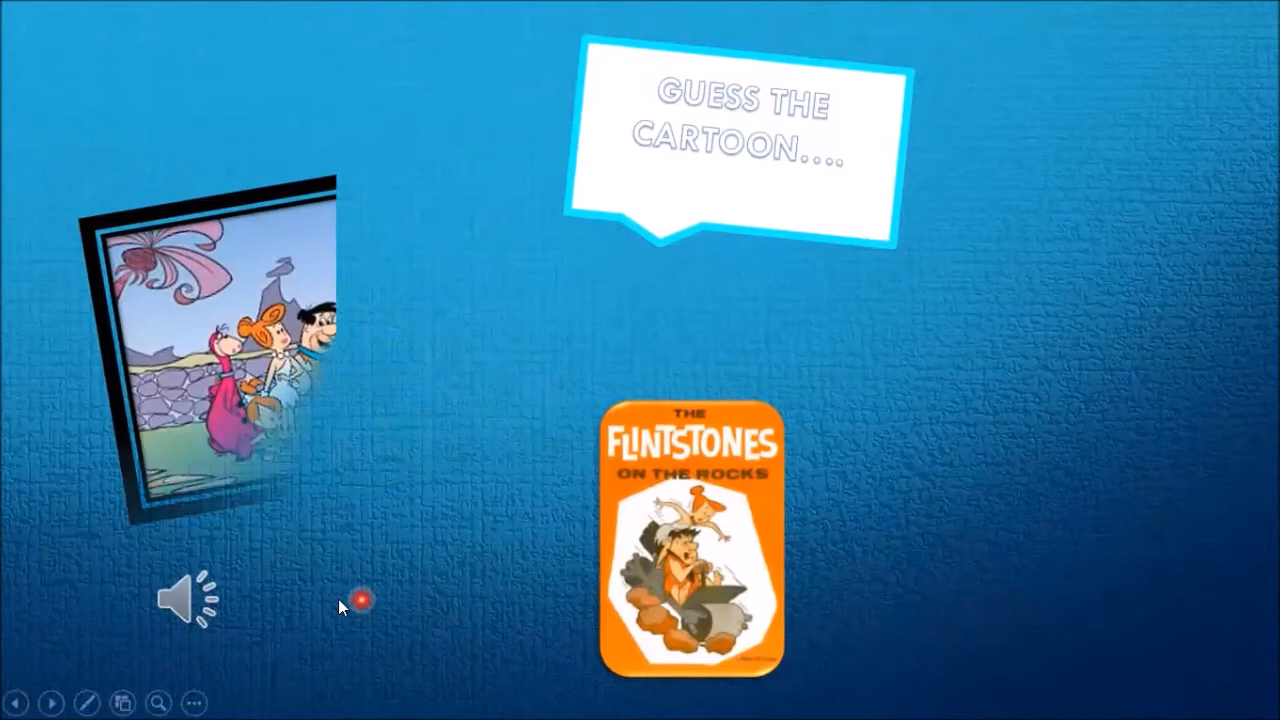 GUESS THE
CARTOON....
THE
FLINTSTONES
ON THE ROCKS